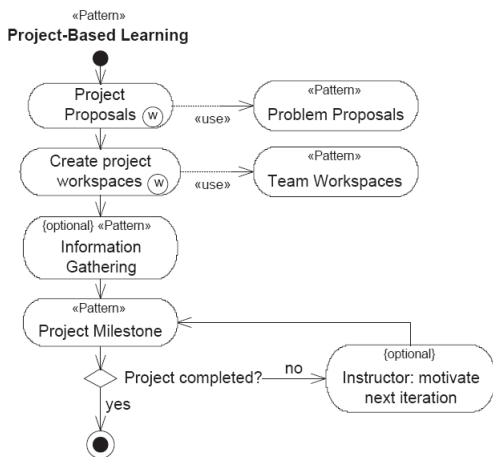 «Pattern»
Project-Based Learning
Project
Proposals
W
«use»
«Pattern»
Problem Proposals
Create project
workspaces
W
«use»
«Pattern»
Team Workspaces
{optional} «Pattern»
Information
Gathering
«Pattern»
Project Milestone
Project completed?
no
{optional}
Instructor: motivate
next iteration
yes